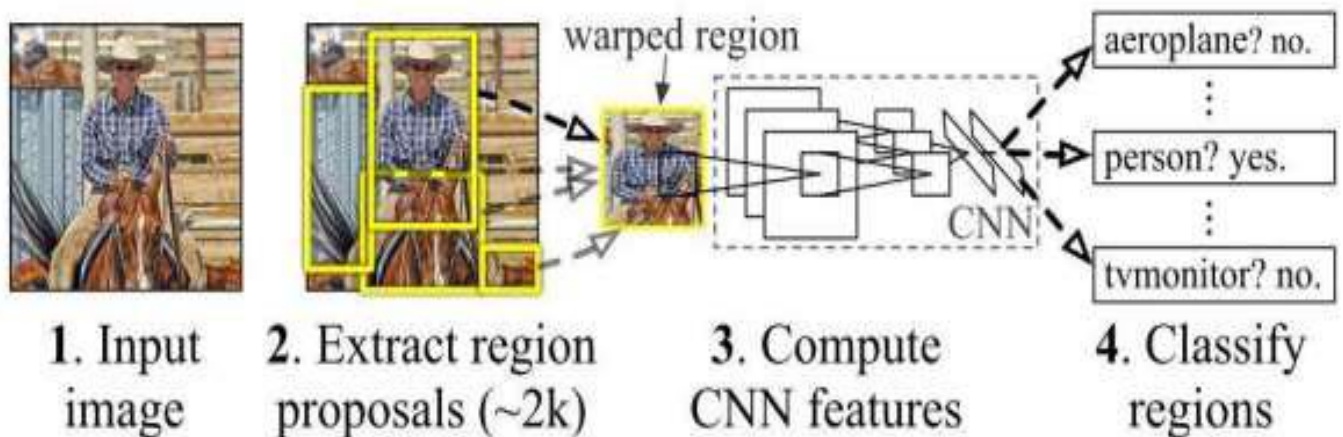 warped region
aeroplane? no.
person? yes.
CNN
tvmonitor? no.
1. Input
image
2. Extract region
proposals (~2k)
3. Compute
CNN features
4. Classify
regions